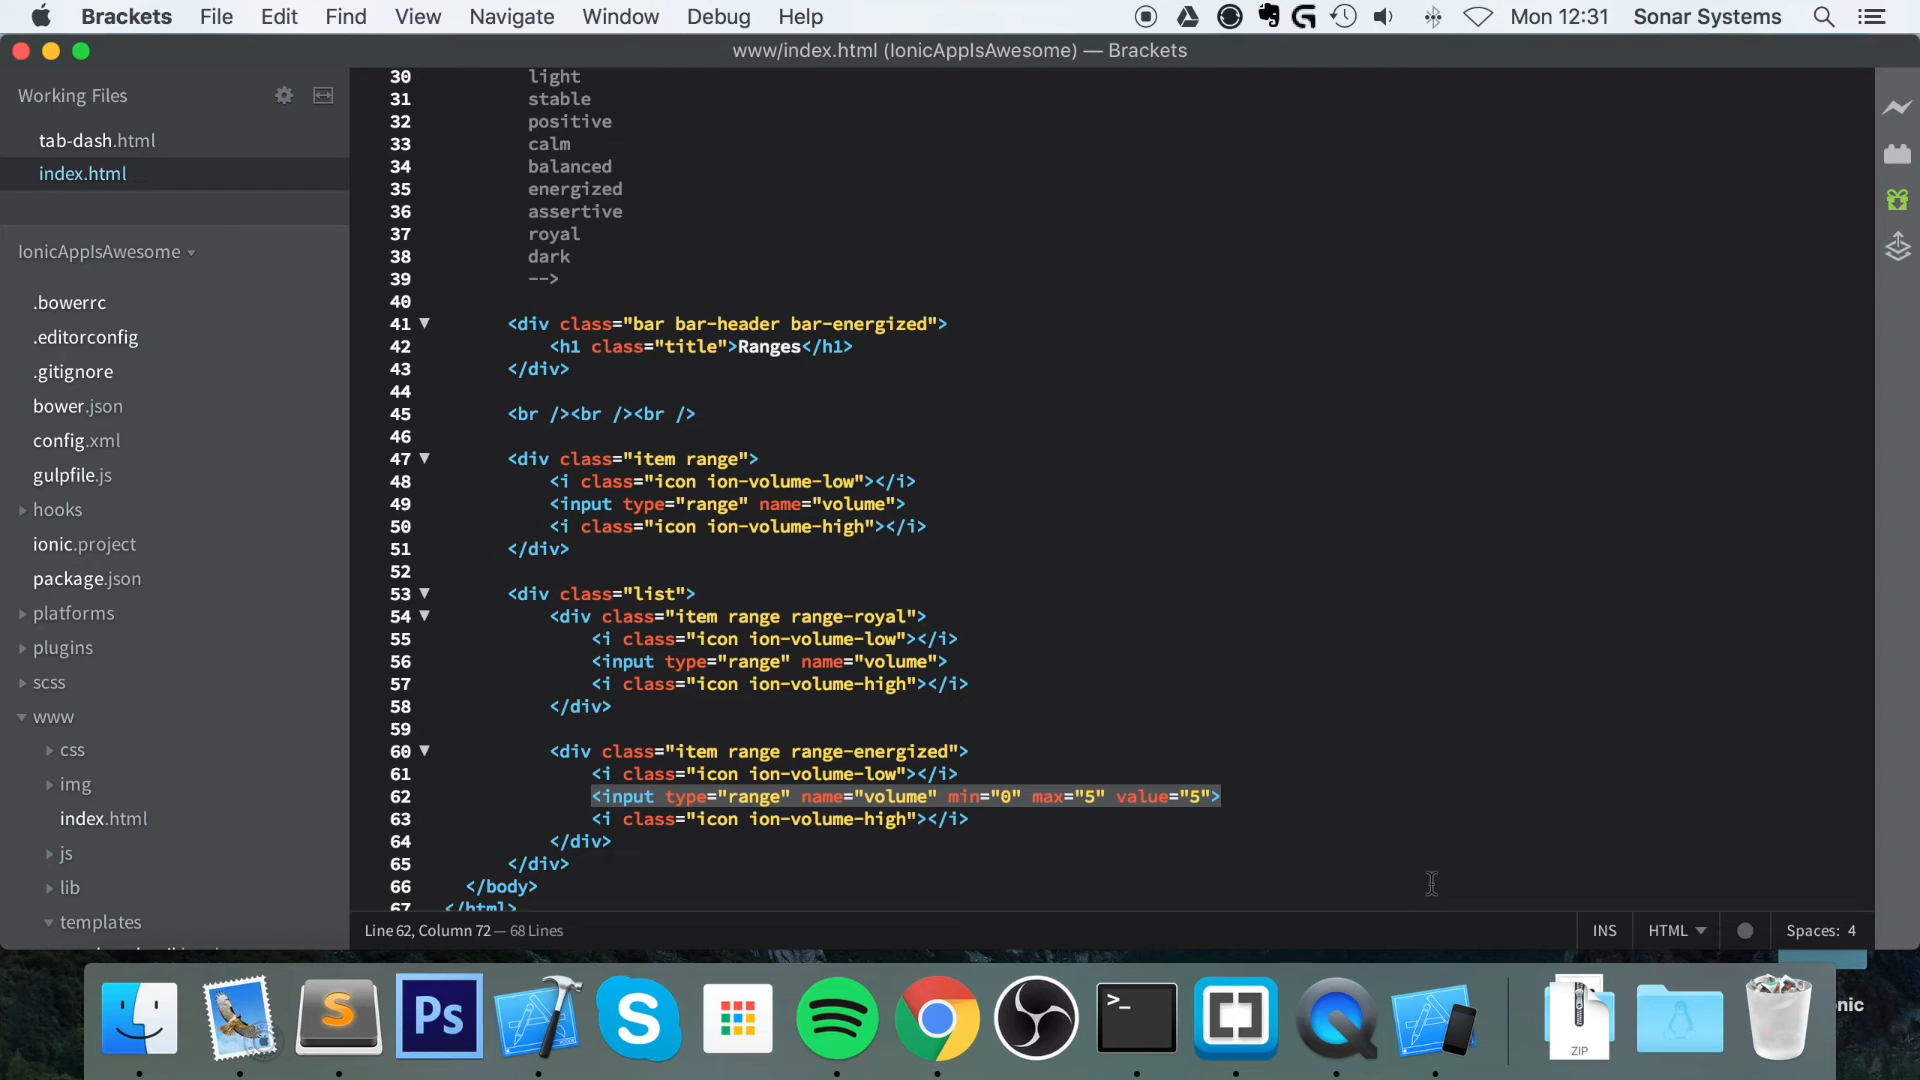 Brackets File Edit Find View Navigate Window Debug Help Mon 12:31 Sonar Systems
www/index.html (IonicAppIsAwesome) — Brackets
Working Files
tab-dash.html
index.html
IonicAppIsAwesome
.bowerrc
.editorconfig
.gitignore
bower.json
config.xml
gulpfile.js
hooks
ionic.project
package.json
platforms
plugins
scss
www
css
img
index.html
js
lib
templates
30 light
31 stable
32 positive
33 calm
34 balanced
35 energized
36 assertive
37 royal
38 dark
39 -->
40
41 <div class="bar bar-header bar-energized">
42 <h1 class="title">Ranges</h1>
43 </div>
44
45 <br /><br /><br />
46
47 <div class="item range">
48 <i class="icon ion-volume-low"></i>
49 <input type="range" name="volume">
50 <i class="icon ion-volume-high"></i>
51 </div>
52
53 <div class="list">
54 <div class="item range range-royal">
55 <i class="icon ion-volume-low"></i>
56 <input type="range" name="volume">
57 <i class="icon ion-volume-high"></i>
58 </div>
59
60 <div class="item range range-energized">
61 <i class="icon ion-volume-low"></i>
62 <input type="range" name="volume" min="0" max="5" value="5">
63 <i class="icon ion-volume-high"></i>
64 </div>
65 </div>
66 </body>
67 </html>
Line 62, Column 72 — 68 Lines
INS HTML Spaces: 4
Ps
S
>_
ZIP
nic